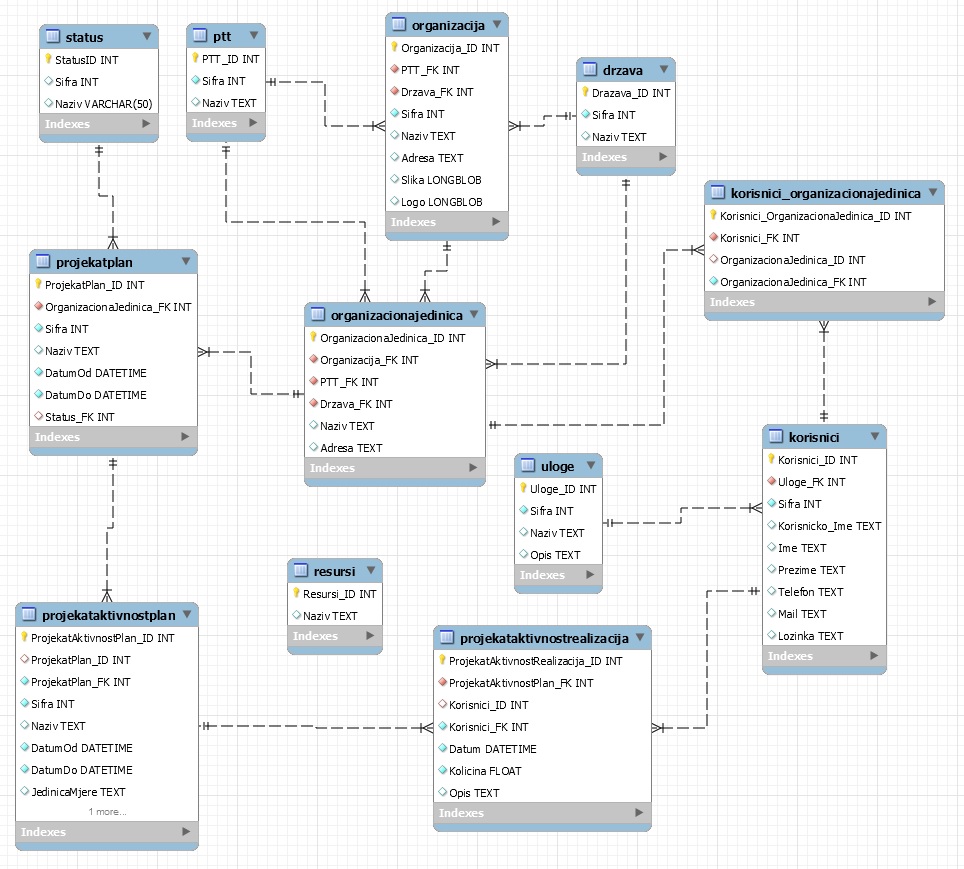 status
StatusID INT
Sifra INT
Naziv VARCHAR(50)
Indexes
ptt
PTT_ID INT
Sifra INT
Naziv TEXT
Indexes
organizacija
Organizacija_ID INT
PTT_FK INT
Drzava_FK INT
Sifra INT
Naziv TEXT
Adresa TEXT
Slika LONGBLOB
Logo LONGBLOB
Indexes
drzava
Drazava_ID INT
Sifra INT
Naziv TEXT
Indexes
korisnici_organizacionajedinica
Korisnici_OrganizacionaJedinica_ID INT
Korisnici_FK INT
OrganizacionaJedinica_ID INT
OrganizacionaJedinica_FK INT
Indexes
projekatplan
ProjekatPlan_ID INT
OrganizacionaJedinica_FK INT
Sifra INT
Naziv TEXT
DatumOd DATETIME
DatumDo DATETIME
Status_FK INT
Indexes
organizacionajedinica
OrganizacionaJedinica_ID INT
Organizacija_FK INT
PTT_FK INT
Drzava_FK INT
Naziv TEXT
Adresa TEXT
Indexes
korisnici
Korisnici_ID INT
Uloge_FK INT
Sifra INT
Korisnicko_Ime TEXT
Ime TEXT
Prezime TEXT
Telefon TEXT
Mail TEXT
Lozinka TEXT
Indexes
uloge
Uloge_ID INT
Sifra INT
Naziv TEXT
Opis TEXT
Indexes
resursi
Resursi_ID INT
Naziv TEXT
Indexes
projekataktivnostplan
ProjekatAktivnostPlan_ID INT
ProjekatPlan_ID INT
ProjekatPlan_FK INT
Sifra INT
Naziv TEXT
DatumOd DATETIME
DatumDo DATETIME
JedinicaMjere TEXT
1 more...
Indexes
projekataktivnostrealizacija
ProjekatAktivnostRealizacija_ID INT
ProjekatAktivnostPlan_FK INT
Korisnici_ID INT
Korisnici_FK INT
Datum DATETIME
Kolicina FLOAT
Opis TEXT
Indexes